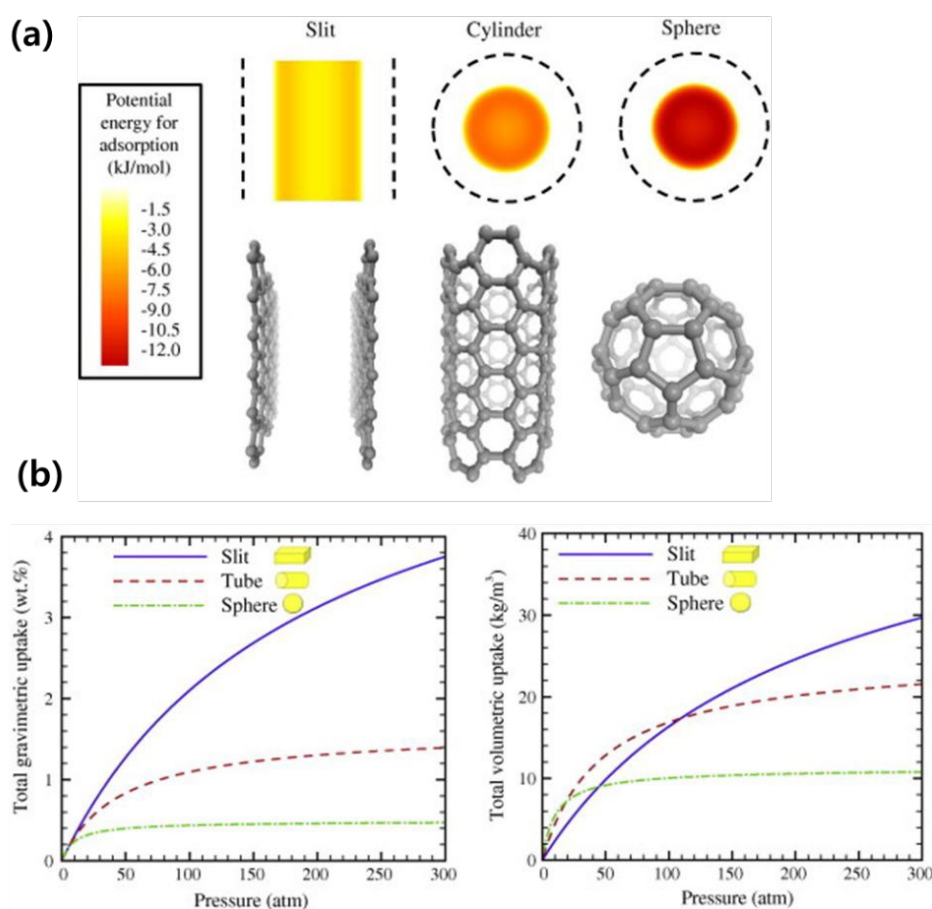 (a)
Slit
Cylinder
Sphere
Potential
energy for
adsorption
(kJ/mol)
-1.5
-3.0
-4.5
-6.0
-7.5
-9.0
-10.5
-12.0
(b)
Total gravimetric uptake (wt.%)
4
3
2
1
0
Slit
Tube
Sphere
0 50 100 150 200 250 300
Pressure (atm)
Total volumetric uptake (kg/m³)
40
30
20
10
0
Slit
Tube
Sphere
0 50 100 150 200 250 300
Pressure (atm)